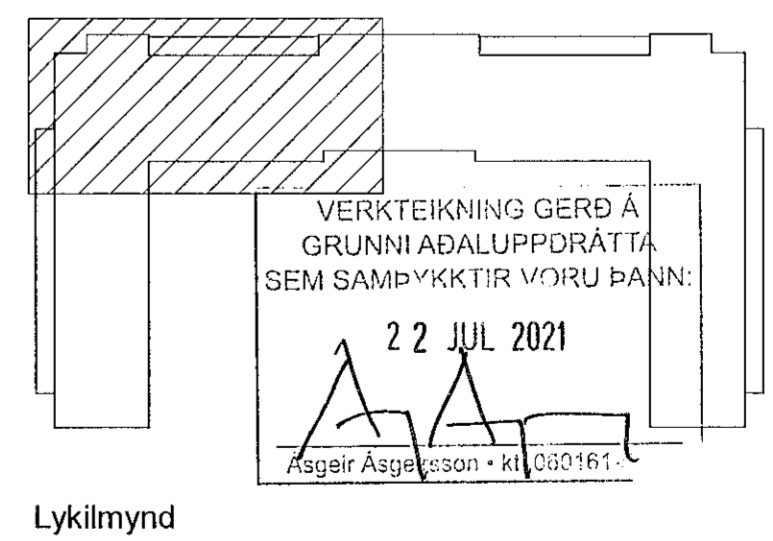 VERKTEIKNING GERÐ Á
GRUNNI AÐALUPPDRÁTTA
SEM SAMÞYKKTIR VORU ÞANN:
22 JUL 2021
Ásgeir Ásgeirsson • kt. 060161-
Lykilmynd